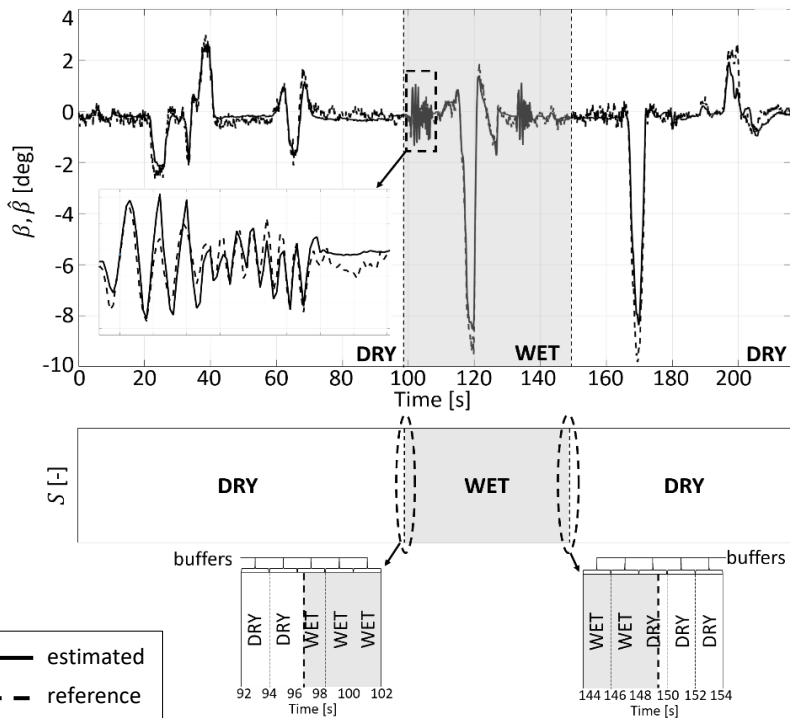 4
2
0
-2
-4
-6
-8
-10
β, β̂ [deg]
DRY WET DRY
0 20 40 60 80 100 120 140 160 180 200
Time [s]
S [-]
DRY WET DRY
buffers buffers
DRY DRY WET WET WET
WET WET DRY DRY DRY
92 94 96 98 100 102
144 146 148 150 152 154
Time [s] Time [s]
estimated
reference